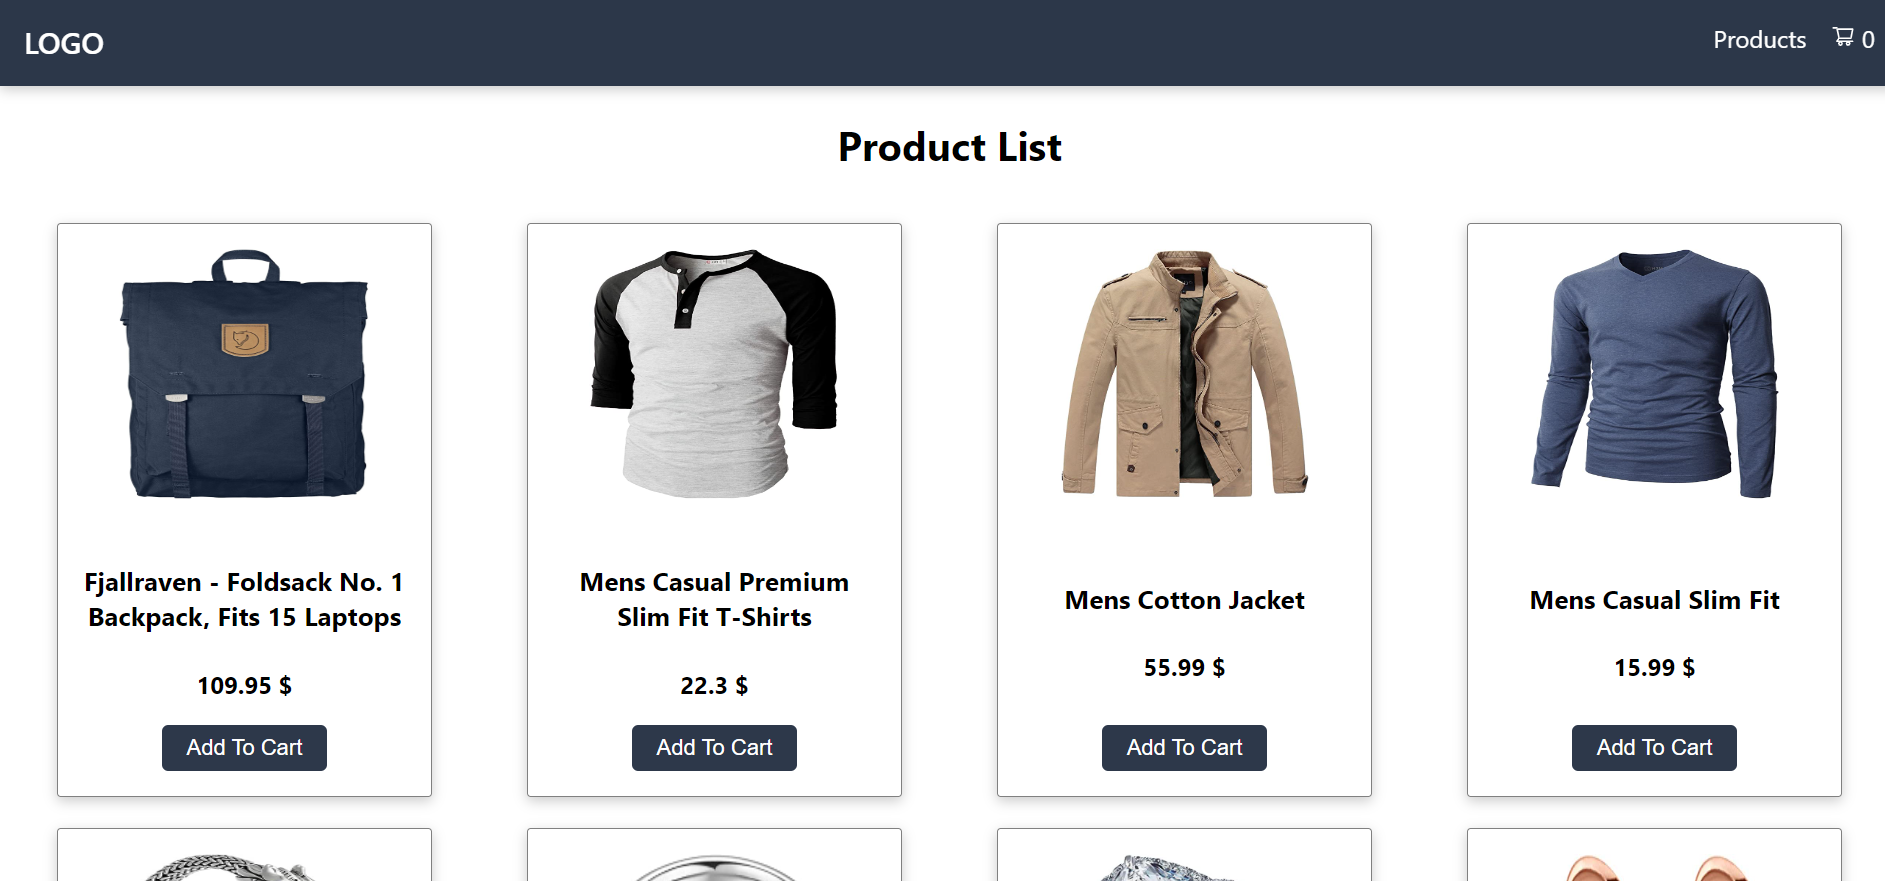 LOGO
Products
0
Product List
Fjallraven - Foldsack No. 1
Backpack, Fits 15 Laptops
109.95 $
Add To Cart
Mens Casual Premium
Slim Fit T-Shirts
22.3 $
Add To Cart
Mens Cotton Jacket
55.99 $
Add To Cart
Mens Casual Slim Fit
15.99 $
Add To Cart